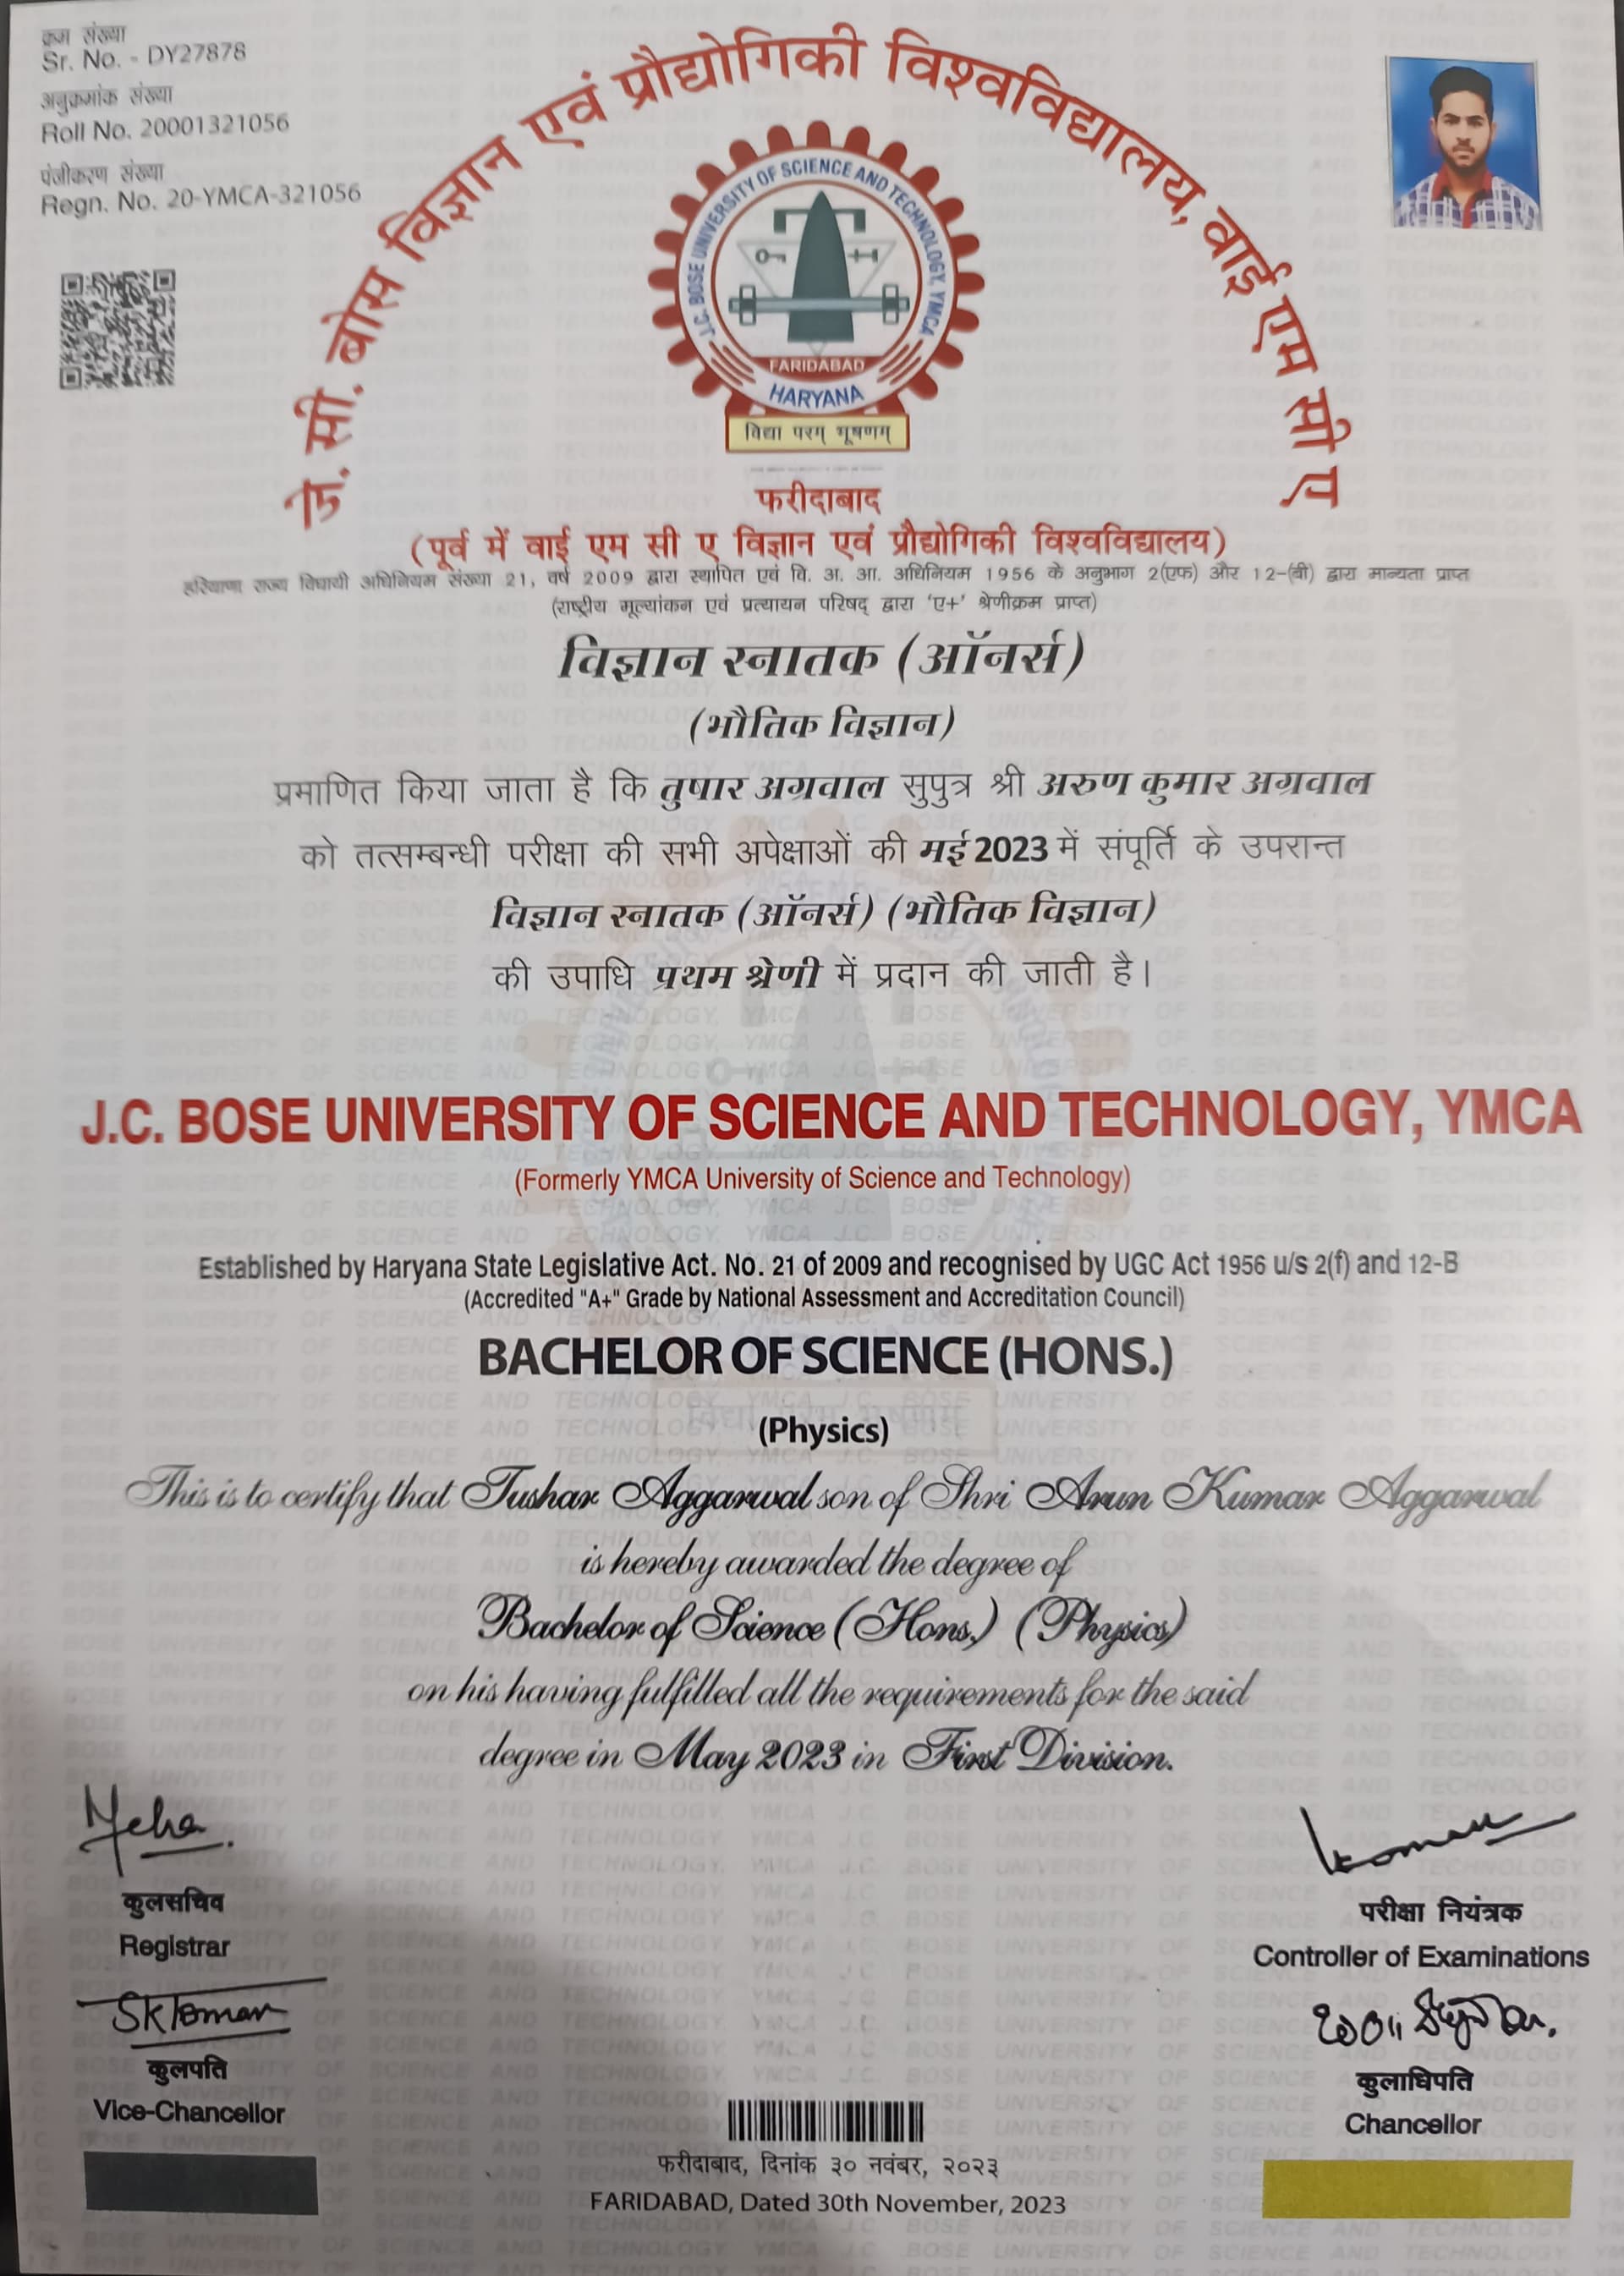 क्रम संख्या
Sr. No. - DY27878
अनुक्रमांक संख्या
Roll No. 20001321056
पंजीकरण संख्या
Regn. No. 20-YMCA-321056
जे. सी. बोस विज्ञान एवं प्रौद्योगिकी विश्वविद्यालय, वाई एम सी ए
J.C. BOSE UNIVERSITY OF SCIENCE AND TECHNOLOGY, YMCA
FARIDABAD
HARYANA
विद्या परम् भूषणम्
फरीदाबाद
(पूर्व में वाई एम सी ए विज्ञान एवं प्रौद्योगिकी विश्वविद्यालय)
हरियाणा राज्य विधायी अधिनियम संख्या 21, वर्ष 2009 द्वारा स्थापित एवं वि. अ. आ. अधिनियम 1956 के अनुभाग 2(एफ) और 12-(बी) द्वारा मान्यता प्राप्त
(राष्ट्रीय मूल्यांकन एवं प्रत्यायन परिषद् द्वारा 'ए+' श्रेणीक्रम प्राप्त)
विज्ञान स्नातक (ऑनर्स)
(भौतिक विज्ञान)
प्रमाणित किया जाता है कि तुषार अग्रवाल सुपुत्र श्री अरुण कुमार अग्रवाल
को तत्सम्बन्धी परीक्षा की सभी अपेक्षाओं की मई 2023 में संपूर्ति के उपरान्त
विज्ञान स्नातक (ऑनर्स) (भौतिक विज्ञान)
की उपाधि प्रथम श्रेणी में प्रदान की जाती है।
J.C. BOSE UNIVERSITY OF SCIENCE AND TECHNOLOGY, YMCA
(Formerly YMCA University of Science and Technology)
Established by Haryana State Legislative Act. No. 21 of 2009 and recognised by UGC Act 1956 u/s 2(f) and 12-B
(Accredited "A+" Grade by National Assessment and Accreditation Council)
BACHELOR OF SCIENCE (HONS.)
(Physics)
This is to certify that Tushar Aggarwal son of Shri Arun Kumar Aggarwal
is hereby awarded the degree of
Bachelor of Science (Hons.) (Physics)
on his having fulfilled all the requirements for the said
degree in May 2023 in First Division.
कुलसचिव
Registrar
परीक्षा नियंत्रक
Controller of Examinations
SKTomar
कुलपति
Vice-Chancellor
कुलाधिपति
Chancellor
फरीदाबाद, दिनांक ३० नवंबर, २०२३
FARIDABAD, Dated 30th November, 2023